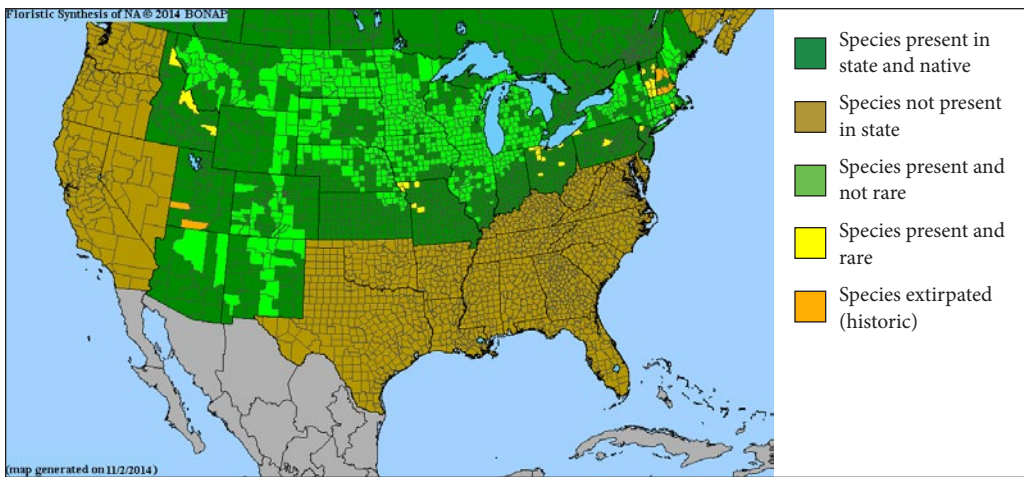 Floristic Synthesis of NA © 2014 BONAP
Species present in
state and native
Species not present
in state
Species present and
not rare
Species present and
rare
Species extirpated
(historic)
(map generated on 11/2/2014)